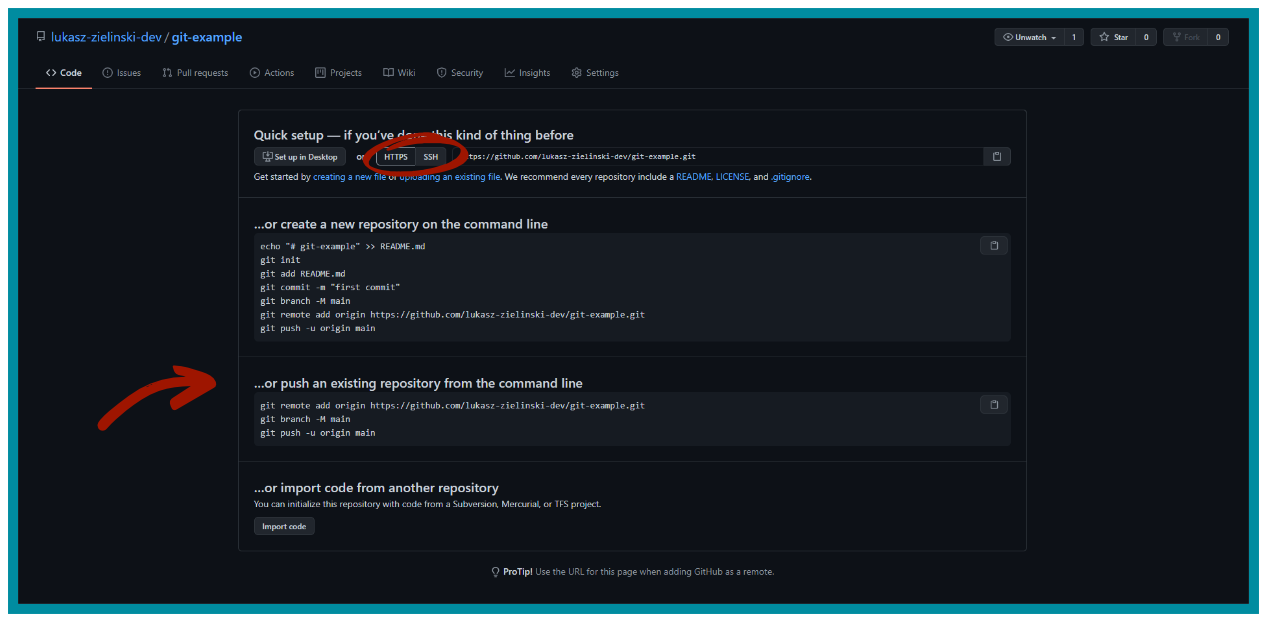 lukasz-zielinski-dev / git-example
Unwatch 1 Star 0 Fork 0
Code Issues Pull requests Actions Projects Wiki Security Insights Settings
Quick setup — if you've done this kind of thing before
Set up in Desktop or HTTPS SSH https://github.com/lukasz-zielinski-dev/git-example.git
Get started by creating a new file or uploading an existing file. We recommend every repository include a README, LICENSE, and .gitignore.
...or create a new repository on the command line
echo "# git-example" >> README.md
git init
git add README.md
git commit -m "first commit"
git branch -M main
git remote add origin https://github.com/lukasz-zielinski-dev/git-example.git
git push -u origin main
...or push an existing repository from the command line
git remote add origin https://github.com/lukasz-zielinski-dev/git-example.git
git branch -M main
git push -u origin main
...or import code from another repository
You can initialize this repository with code from a Subversion, Mercurial, or TFS project.
Import code
ProTip! Use the URL for this page when adding GitHub as a remote.